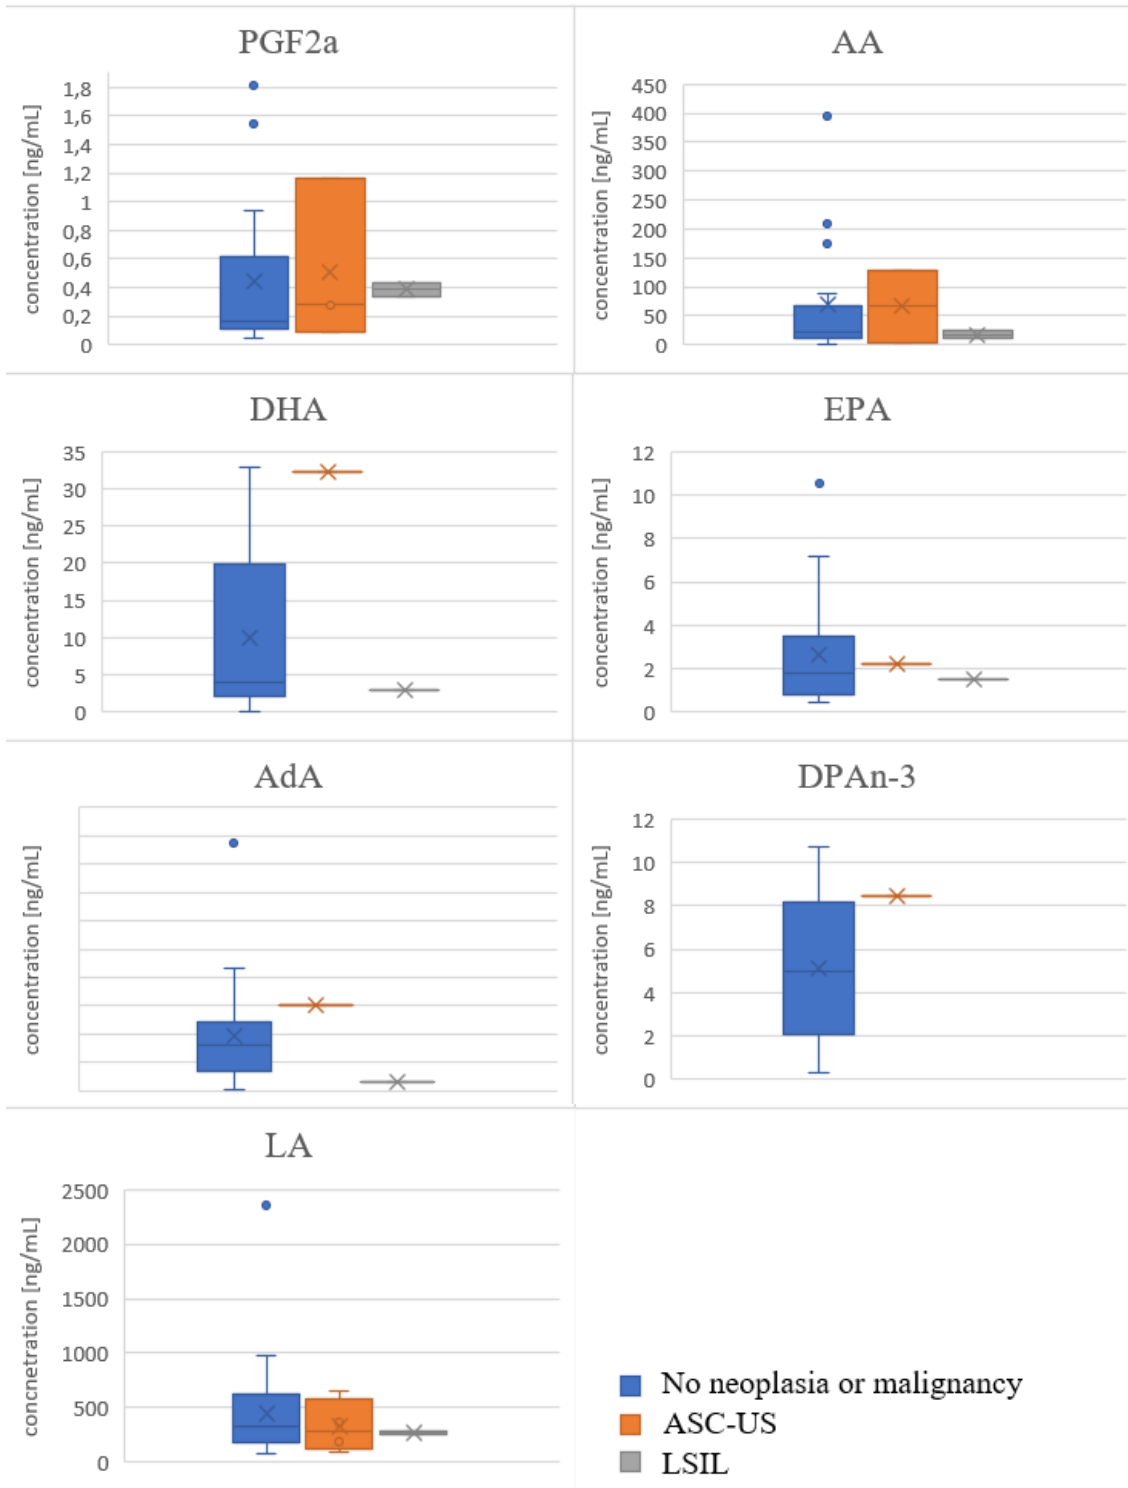 PGF2a
concentration [ng/mL]
1,8
1,6
1,4
1,2
1
0,8
0,6
0,4
0,2
0
AA
concentration [ng/mL]
450
400
350
300
250
200
150
100
50
0
DHA
concentration [ng/mL]
35
30
25
20
15
10
5
0
EPA
concentration [ng/mL]
12
10
8
6
4
2
0
AdA
concentration [ng/mL]
DPAn-3
concentration [ng/mL]
12
10
8
6
4
2
0
LA
concnetration [ng/mL]
2500
2000
1500
1000
500
0
No neoplasia or malignancy
ASC-US
LSIL